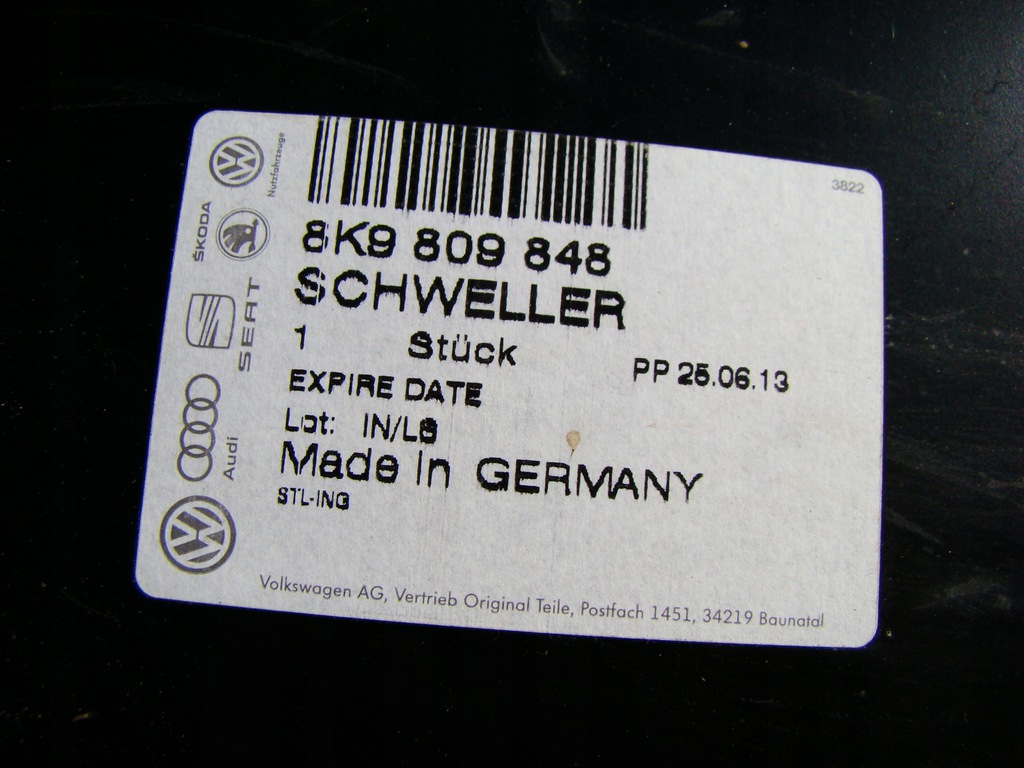 3822
8K9 809 848
SCHWELLER
1 Stück
PP 25.06.13
EXPIRE DATE
Lot: IN/LS
Made in GERMANY
STL-ING
Volkswagen AG, Vertrieb Original Teile, Postfach 1451, 34219 Baunatal
Nutzfahrzeuge
ŠKODA
SEAT
Audi